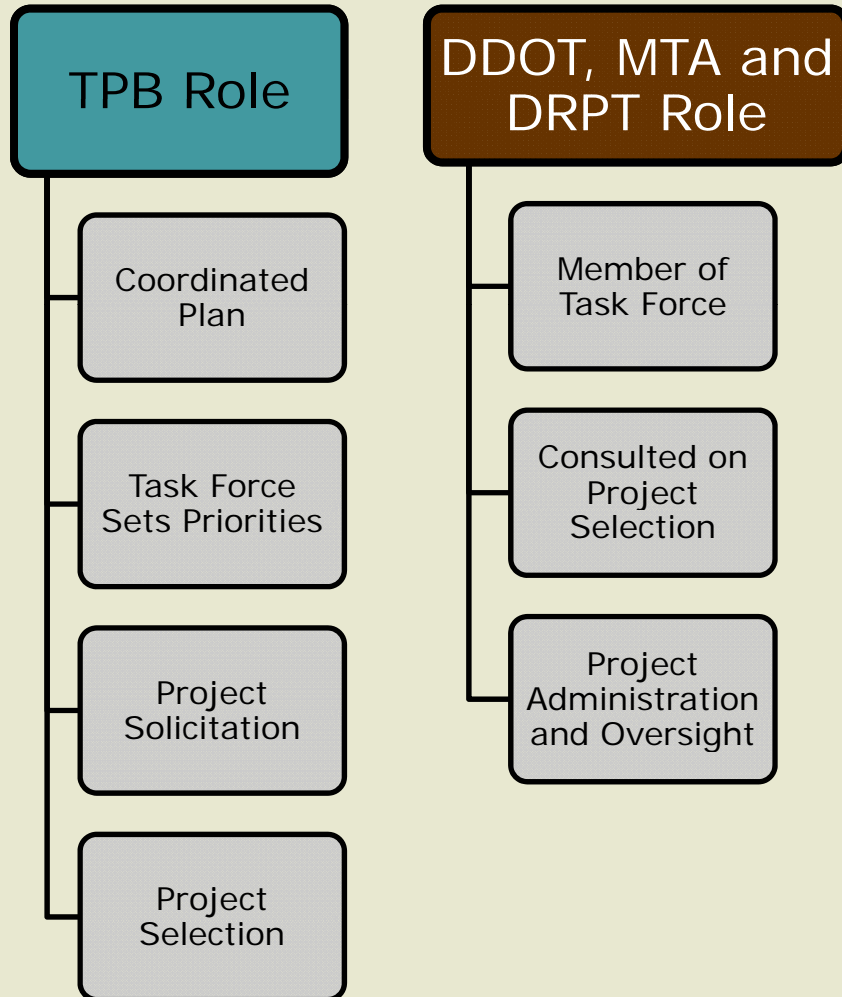 TPB Role
Coordinated
Plan
Task Force
Sets Priorities
Project
Solicitation
Project
Selection
DDOT, MTA and
DRPT Role
Member of
Task Force
Consulted on
Project
Selection
Project
Administration
and Oversight